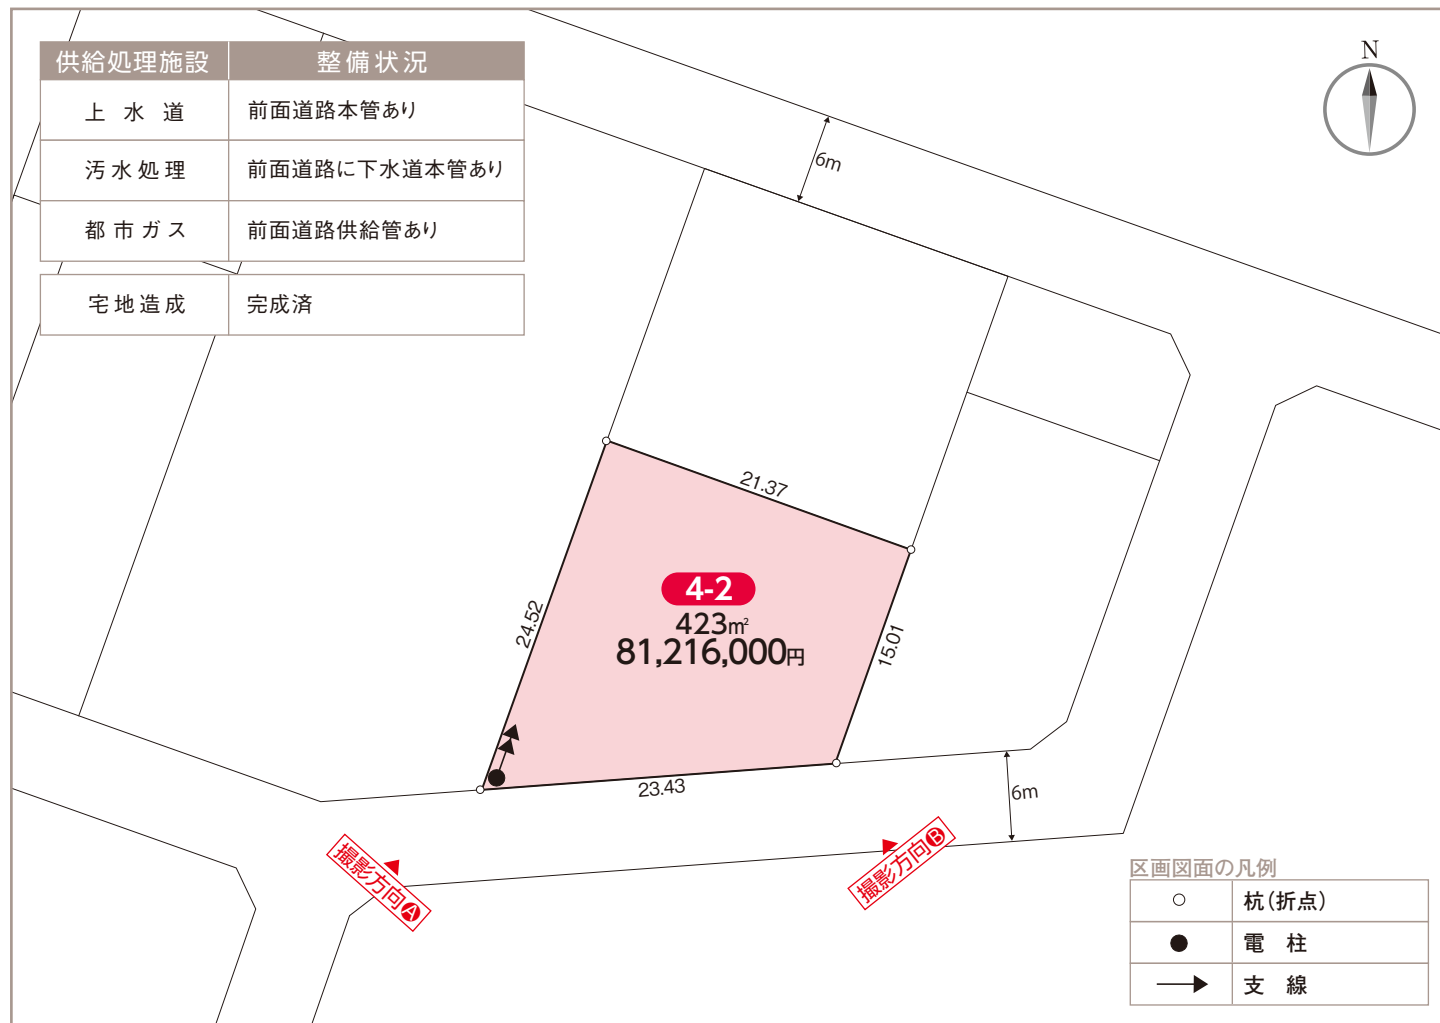 供給処理施設 整備状況
上水道 前面道路本管あり
汚水処理 前面道路に下水道本管あり
都市ガス 前面道路供給管あり
宅地造成 完成済
N
6m
21.37
24.52
4-2
423㎡
81,216,000円
15.01
23.43
6m
撮影方向A
撮影方向B
区画図面の凡例
杭(折点)
電柱
支線